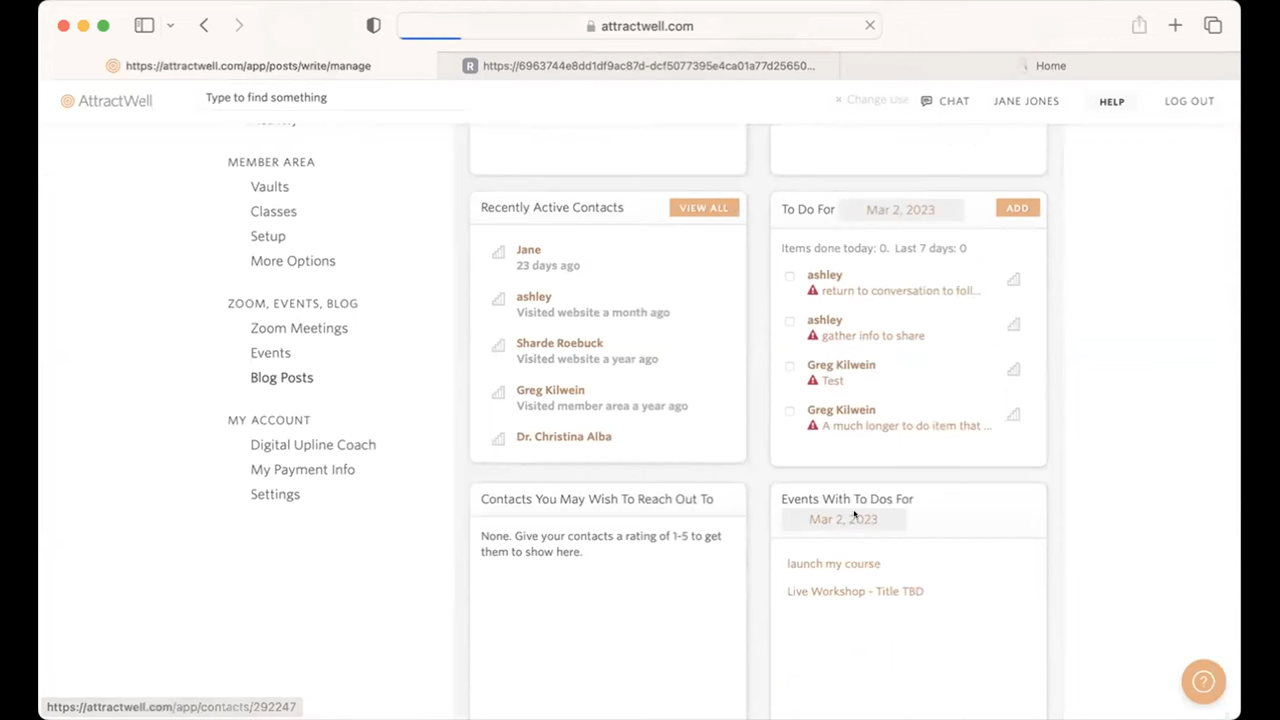 attractwell.com
https://attractwell.com/app/posts/write/manage
R
https://6963744e8dd1df9ac87d-dcf5077395e4ca01a77d25650...
Home
AttractWell
Type to find something
× Change Use
CHAT
JANE JONES
HELP
LOG OUT
MEMBER AREA
Vaults
Classes
Setup
More Options
ZOOM, EVENTS, BLOG
Zoom Meetings
Events
Blog Posts
MY ACCOUNT
Digital Upline Coach
My Payment Info
Settings
Recently Active Contacts
VIEW ALL
Jane
23 days ago
ashley
Visited website a month ago
Sharde Roebuck
Visited website a year ago
Greg Kilwein
Visited member area a year ago
Dr. Christina Alba
To Do For Mar 2, 2023
ADD
Items done today: 0. Last 7 days: 0
ashley
return to conversation to foll...
ashley
gather info to share
Greg Kilwein
Test
Greg Kilwein
A much longer to do item that ...
Contacts You May Wish To Reach Out To
None. Give your contacts a rating of 1-5 to get
them to show here.
Events With To Dos For
Mar 2, 2023
launch my course
Live Workshop - Title TBD
?
https://attractwell.com/app/contacts/292247